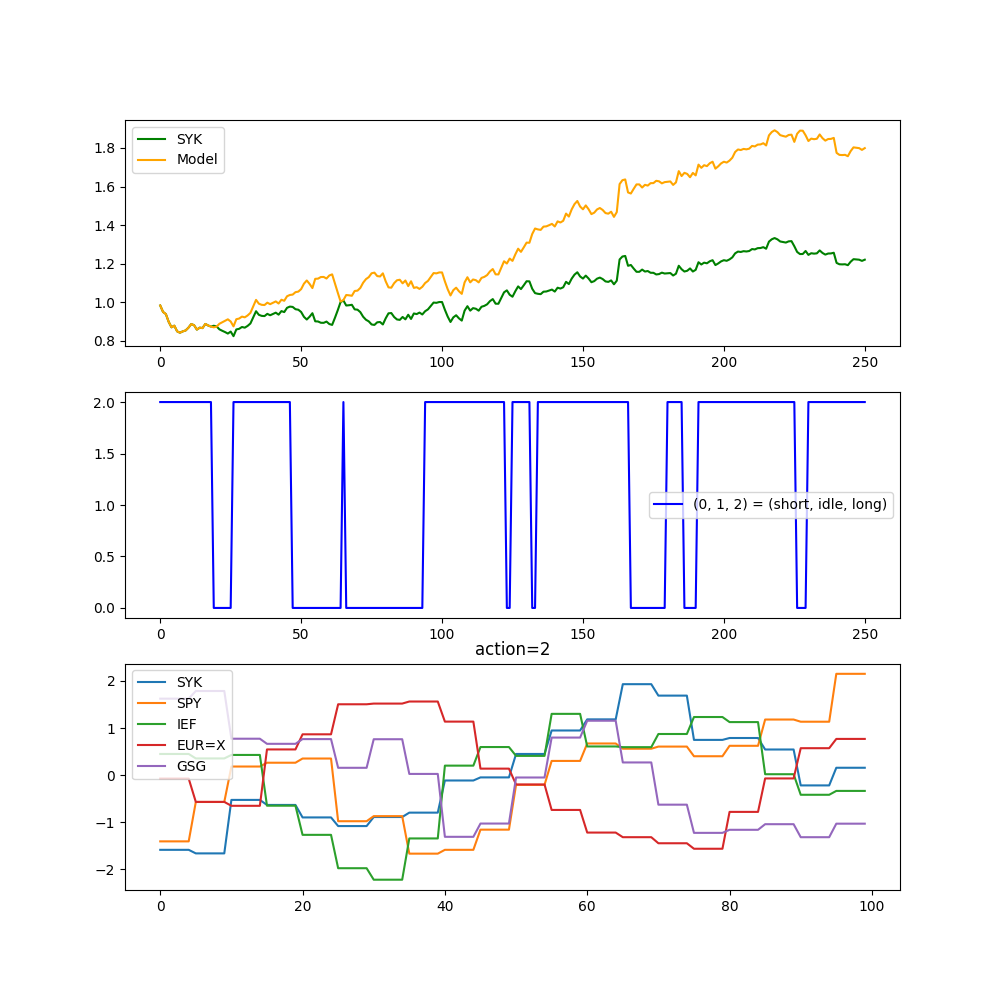 SYK
Model
1.8
1.6
1.4
1.2
1.0
0.8
0 50 100 150 200 250
2.0
1.5
1.0
0.5
0.0
(0, 1, 2) = (short, idle, long)
0 50 100 150 200 250
action=2
SYK
SPY
IEF
EUR=X
GSG
2
1
0
−1
−2
0 20 40 60 80 100